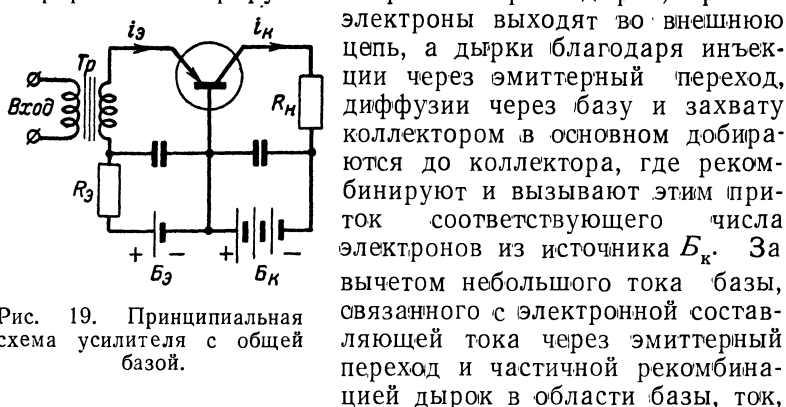 iэ
iк
Тр
Вход
Rн
Rэ
+
−
+
−
Бэ
Бк
Рис. 19. Принципиальная
схема усилителя с общей
базой.
электроны выходят во внешнюю
цепь, а дырки благодаря инъек-
ции через эмиттерный переход,
диффузии через базу и захвату
коллектором в основном добира-
ются до коллектора, где реком-
бинируют и вызывают этим при-
ток соответствующего числа
электронов из источника Бк. За
вычетом небольшого тока базы,
связанного с электронной состав-
ляющей тока через эмиттерный
переход и частичной рекомбина-
цией дырок в области базы, ток,